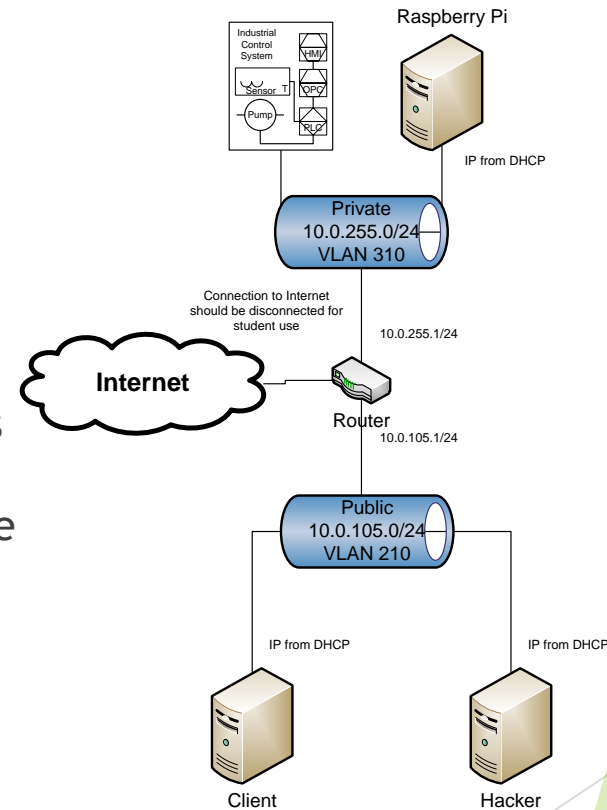 Raspberry Pi
Industrial
Control
System
HMI
Sensor T
OPC
Pump
PLC
IP from DHCP
Private
10.0.255.0/24
VLAN 310
Connection to Internet
should be disconnected for
student use
10.0.255.1/24
Internet
Router
10.0.105.1/24
s
e
Public
10.0.105.0/24
VLAN 210
IP from DHCP
IP from DHCP
Client
Hacker